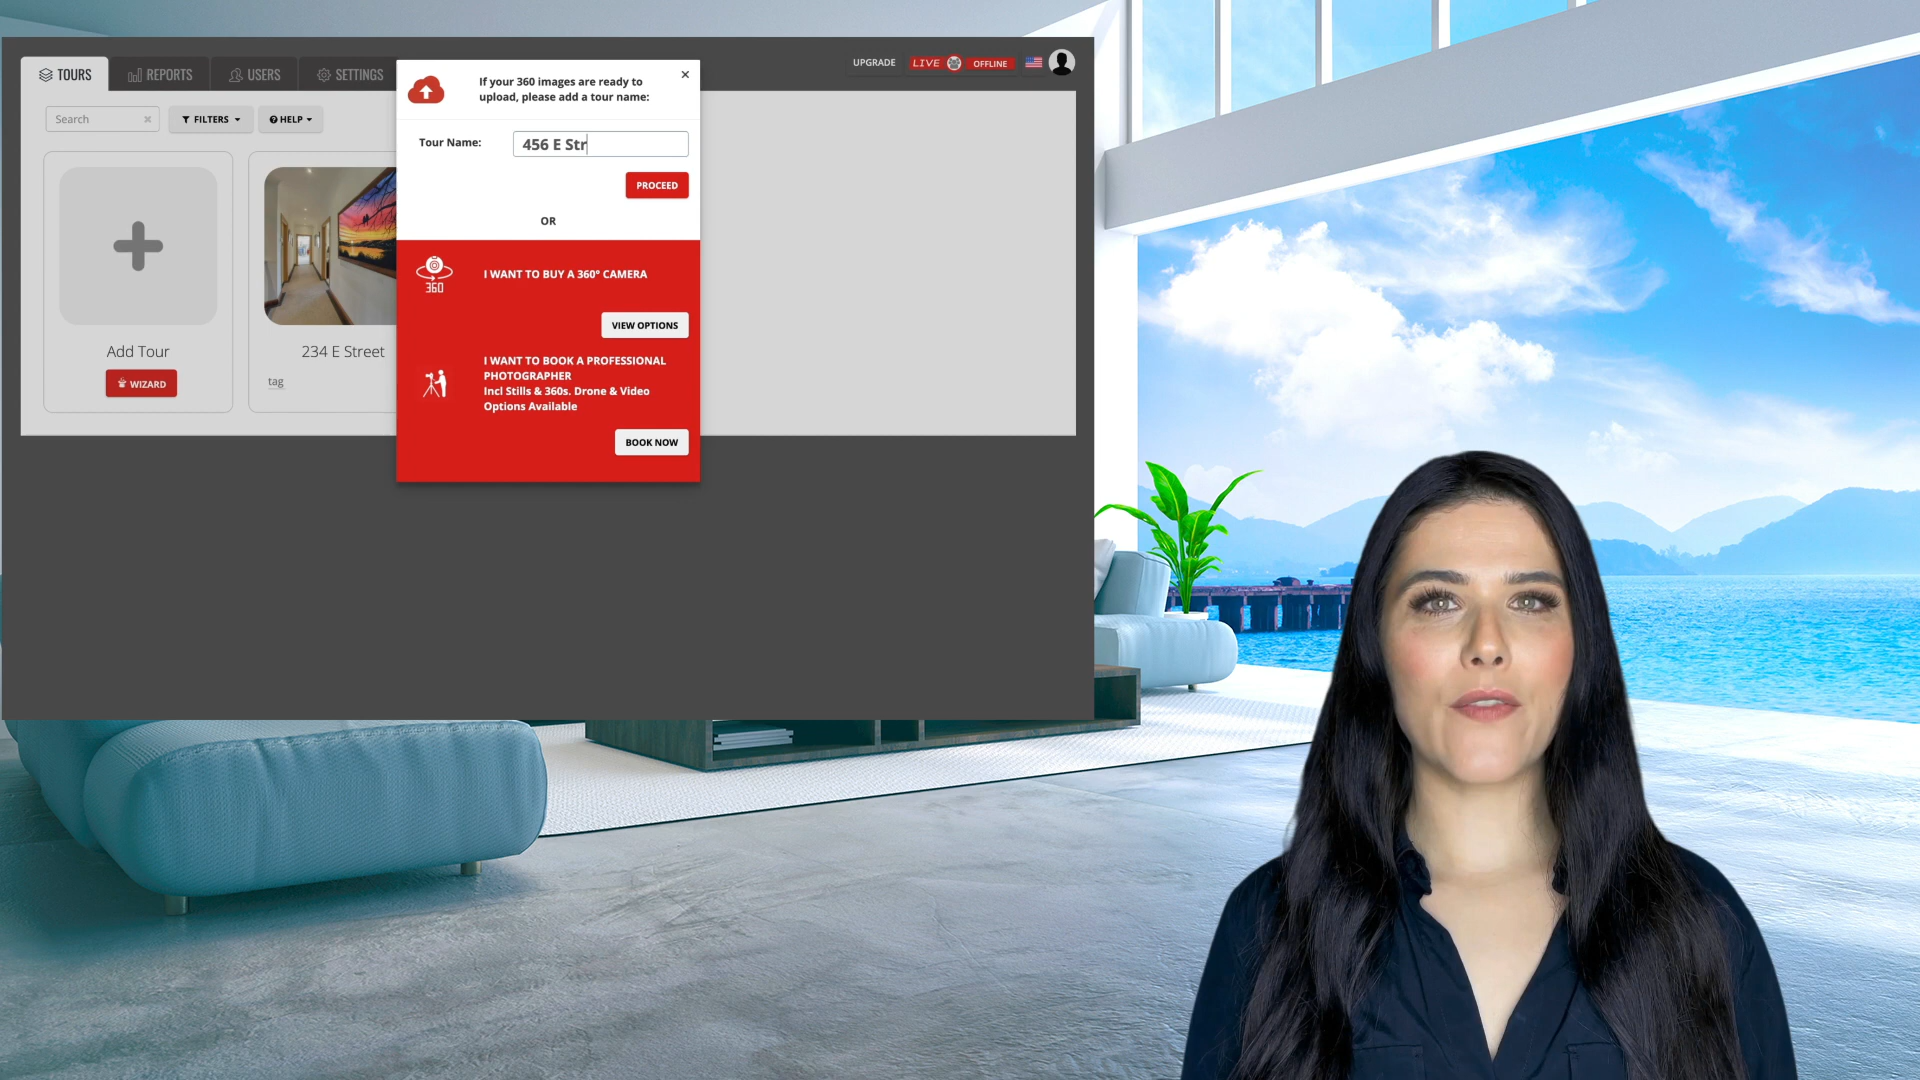 TOURS
REPORTS
USERS
SETTINGS
UPGRADE
LIVE
OFFLINE
Search
FILTERS
HELP
If your 360 images are ready to
upload, please add a tour name:
Tour Name:
456 E Str
PROCEED
OR
360
I WANT TO BUY A 360° CAMERA
VIEW OPTIONS
I WANT TO BOOK A PROFESSIONAL
PHOTOGRAPHER
Incl Stills & 360s. Drone & Video
Options Available
BOOK NOW
Add Tour
WIZARD
234 E Street
tag